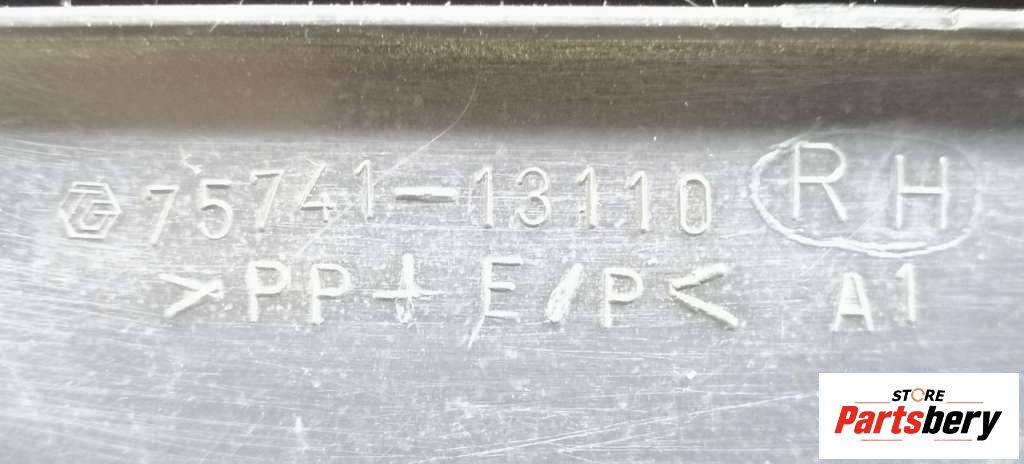 75741-13110 RH
>PP+E/P< A1
STORE
Partsbery